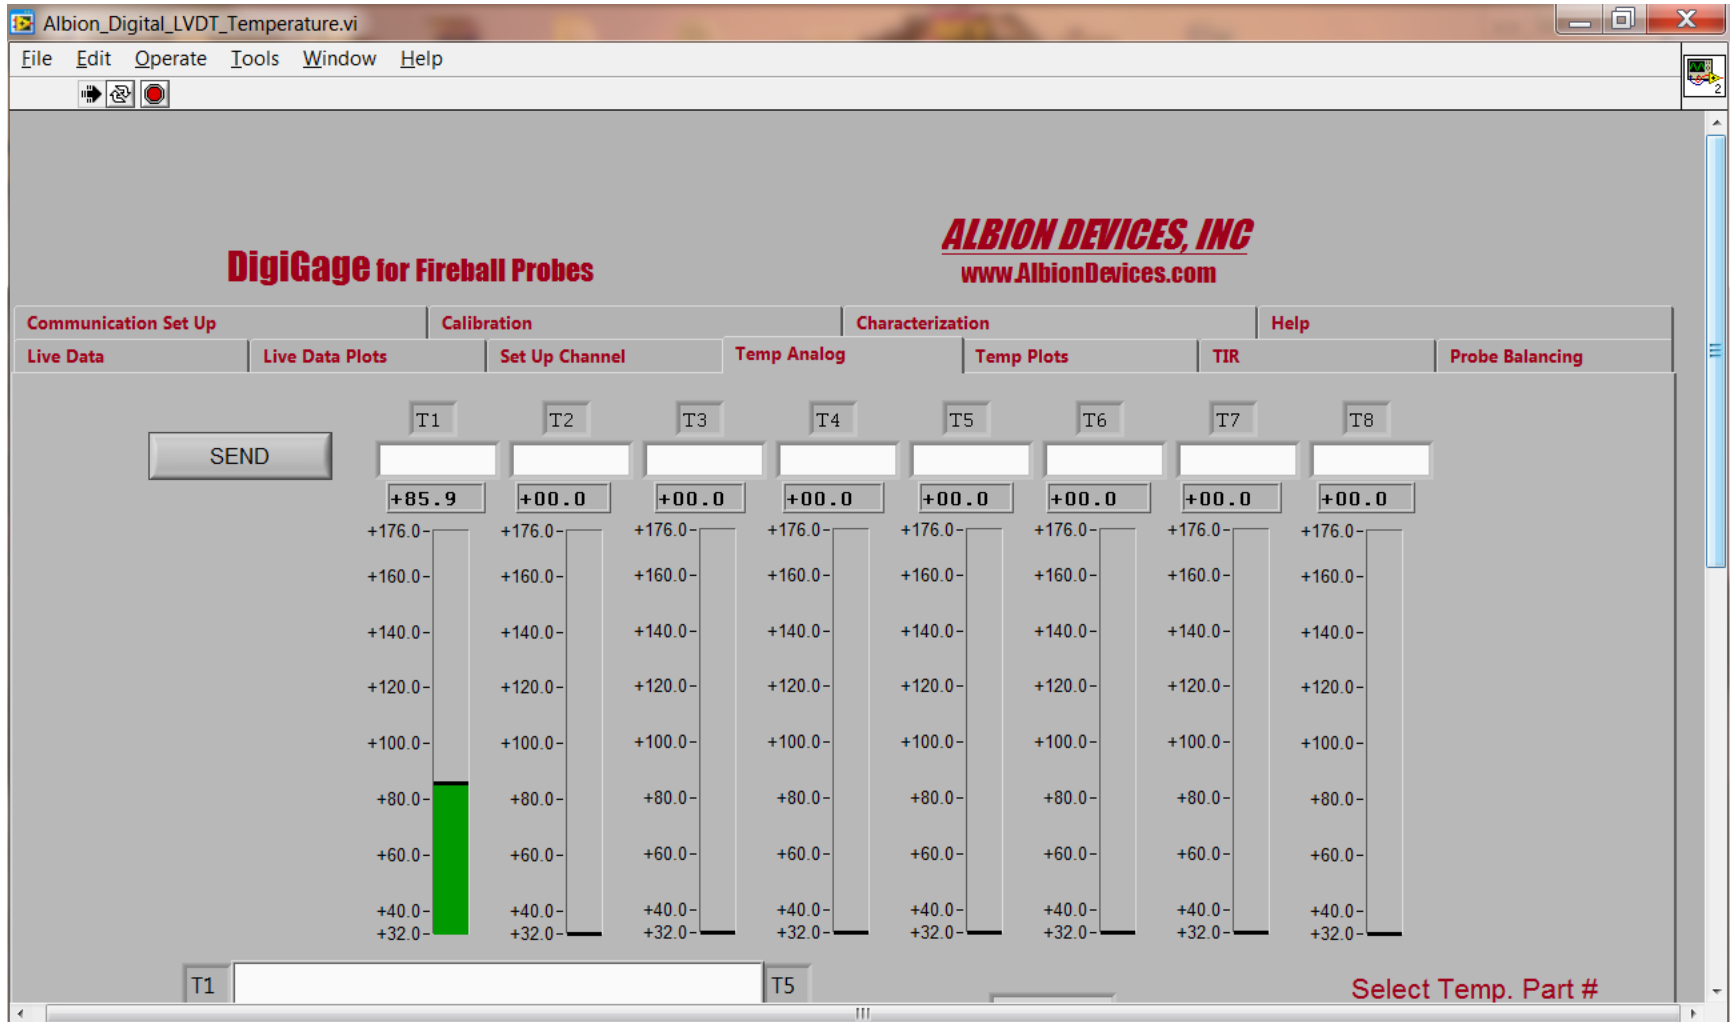 Albion_Digital_LVDT_Temperature.vi
File Edit Operate Tools Window Help
2
ALBION DEVICES, INC
DigiGage for Fireball Probes
www.AlbionDevices.com
Communication Set Up Calibration Characterization Help
Live Data Live Data Plots Set Up Channel Temp Analog Temp Plots TIR Probe Balancing
T1 T2 T3 T4 T5 T6 T7 T8
SEND
+85.9 +00.0 +00.0 +00.0 +00.0 +00.0 +00.0 +00.0
+176.0 +176.0 +176.0 +176.0 +176.0 +176.0 +176.0 +176.0
+160.0 +160.0 +160.0 +160.0 +160.0 +160.0 +160.0 +160.0
+140.0 +140.0 +140.0 +140.0 +140.0 +140.0 +140.0 +140.0
+120.0 +120.0 +120.0 +120.0 +120.0 +120.0 +120.0 +120.0
+100.0 +100.0 +100.0 +100.0 +100.0 +100.0 +100.0 +100.0
+80.0 +80.0 +80.0 +80.0 +80.0 +80.0 +80.0 +80.0
+60.0 +60.0 +60.0 +60.0 +60.0 +60.0 +60.0 +60.0
+40.0 +40.0 +40.0 +40.0 +40.0 +40.0 +40.0 +40.0
+32.0 +32.0 +32.0 +32.0 +32.0 +32.0 +32.0 +32.0
T1 T5 Select Temp. Part #